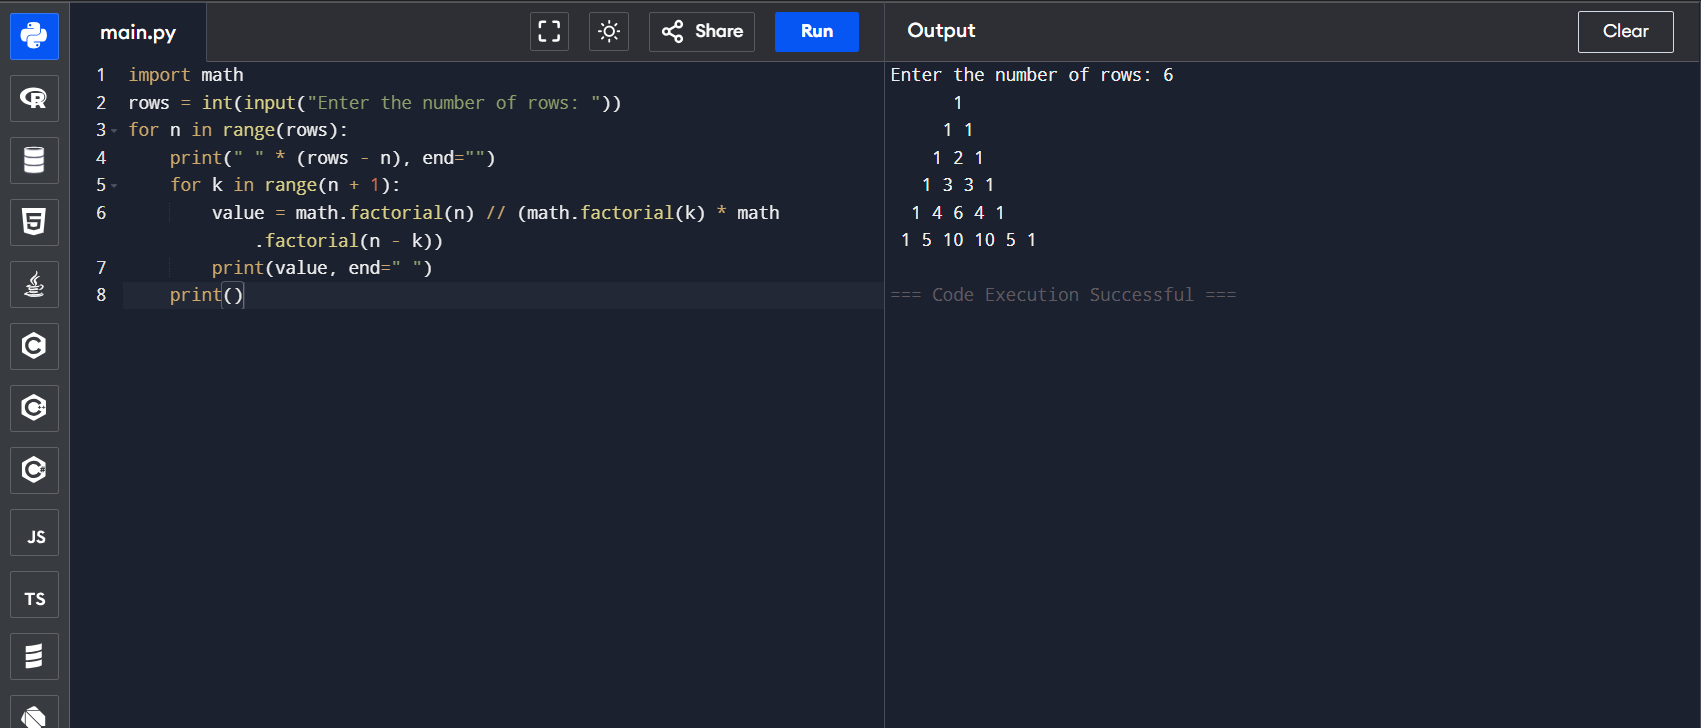 main.py
Share
Run
Output
Clear
1 import math
2 rows = int(input("Enter the number of rows: "))
3 for n in range(rows):
4     print(" " * (rows - n), end="")
5     for k in range(n + 1):
6         value = math.factorial(n) // (math.factorial(k) * math
            .factorial(n - k))
7         print(value, end=" ")
8     print()
Enter the number of rows: 6
      1
     1 1
    1 2 1
   1 3 3 1
  1 4 6 4 1
 1 5 10 10 5 1
=== Code Execution Successful ===
R
5
C
C++
C#
JS
TS